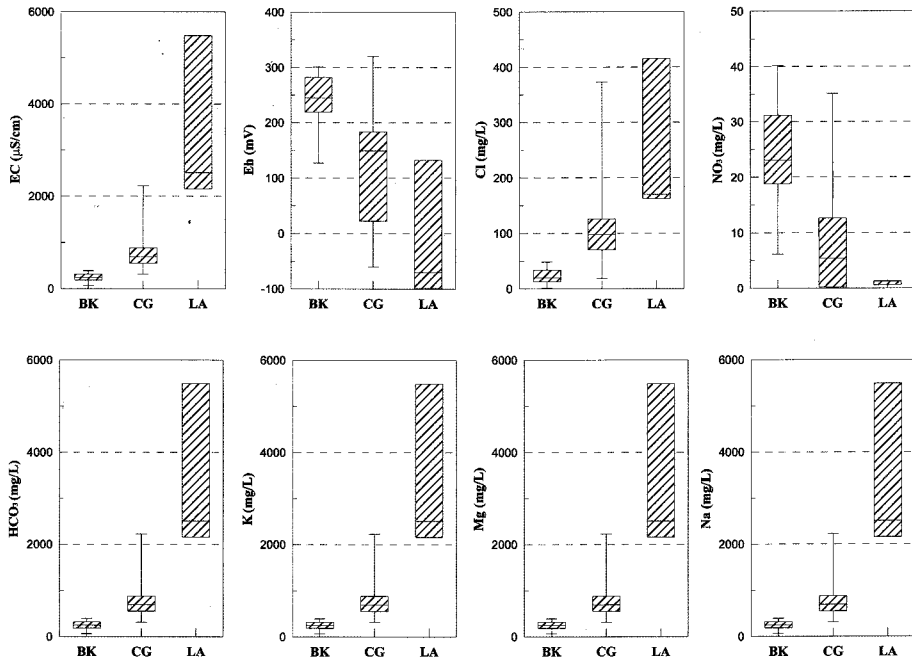 EC (µS/cm)
6000
4000
2000
0
BK CG LA
Eh (mV)
400
300
200
100
0
-100
BK CG LA
Cl (mg/L)
500
400
300
200
100
0
BK CG LA
NO₃ (mg/L)
50
40
30
20
10
0
BK CG LA
HCO₃ (mg/L)
6000
4000
2000
0
BK CG LA
K (mg/L)
6000
4000
2000
0
BK CG LA
Mg (mg/L)
6000
4000
2000
0
BK CG LA
Na (mg/L)
6000
4000
2000
0
BK CG LA